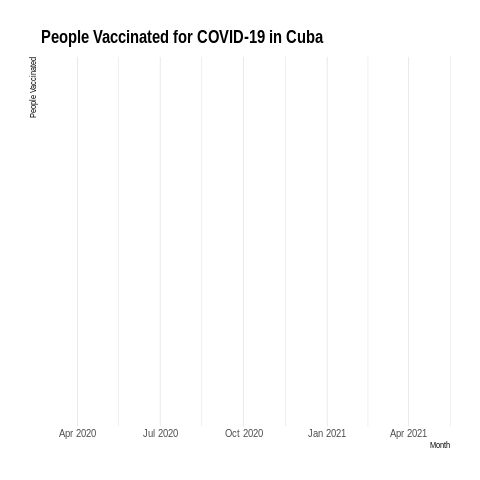 People Vaccinated for COVID-19 in Cuba
People Vaccinated
Apr 2020 Jul 2020 Oct 2020 Jan 2021 Apr 2021
Month